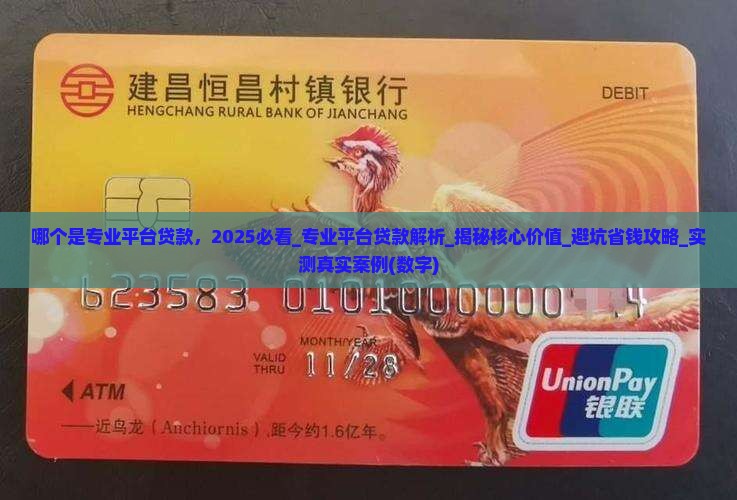 建昌恒昌村镇银行
HENGCHANG RURAL BANK OF JIANCHANG
DEBIT
哪个是专业平台贷款，2025必看_专业平台贷款解析_揭秘核心价值_避坑省钱攻略_实
测真实案例(数字)
623583 0101000000
MONTH/YEAR
VALID
THRU
11/28
ATM
UnionPay
银联
——近鸟龙（Anchiornis）,距今约1.6亿年。